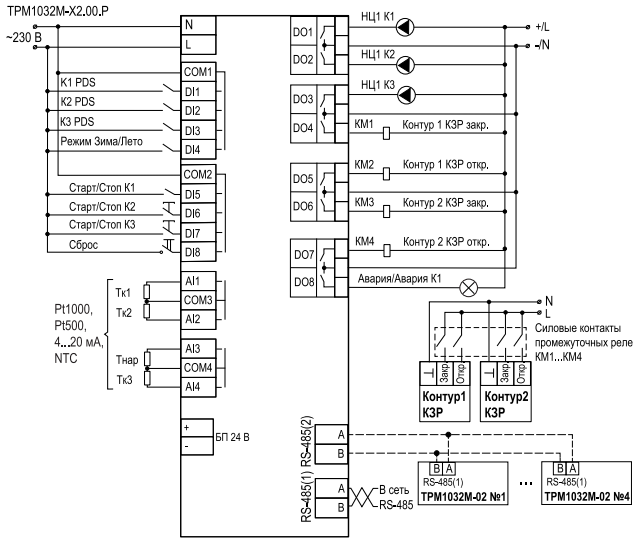 ТРМ1032М-Х2.00.Р
~230 В
N
L
COM1
К1 PDS
DI1
К2 PDS
DI2
К3 PDS
DI3
Режим Зима/Лето
DI4
COM2
Старт/Стоп К1
DI5
Старт/Стоп К2
DI6
Старт/Стоп К3
DI7
Сброс
DI8
Pt1000,
Pt500,
4...20 мА,
NTC
Тк1
Тк2
AI1
COM3
AI2
Тнар
Тк3
AI3
COM4
AI4
+
-
БП 24 В
DO1
DO2
DO3
DO4
DO5
DO6
DO7
DO8
НЦ1 К1
НЦ1 К2
НЦ1 К3
+/L
-/N
КМ1 Контур 1 КЗР закр.
КМ2 Контур 1 КЗР откр.
КМ3 Контур 2 КЗР закр.
КМ4 Контур 2 КЗР откр.
Авария/Авария К1
N
L
Силовые контакты
промежуточных реле
КМ1...КМ4
Закр
Откр
Контур1
КЗР
Закр
Откр
Контур2
КЗР
RS-485(2)
A
B
RS-485(1)
A
B
В сеть
RS-485
B A
RS-485(1)
ТРМ1032М-02 №1
...
B A
RS-485(1)
ТРМ1032М-02 №4